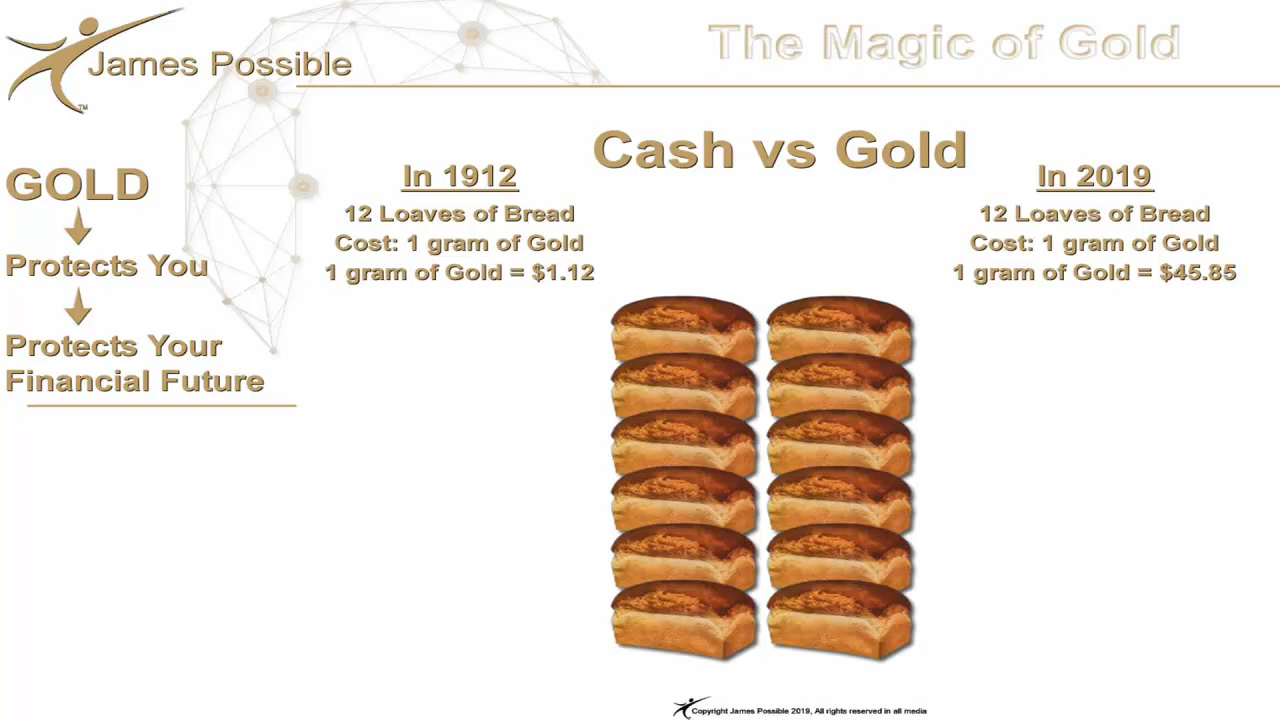 James Possible
TM
The Magic of Gold
Cash vs Gold
GOLD
Protects You
Protects Your
Financial Future
In 1912
12 Loaves of Bread
Cost: 1 gram of Gold
1 gram of Gold = $1.12
In 2019
12 Loaves of Bread
Cost: 1 gram of Gold
1 gram of Gold = $45.85
Copyright James Possible 2019, All rights reserved in all media